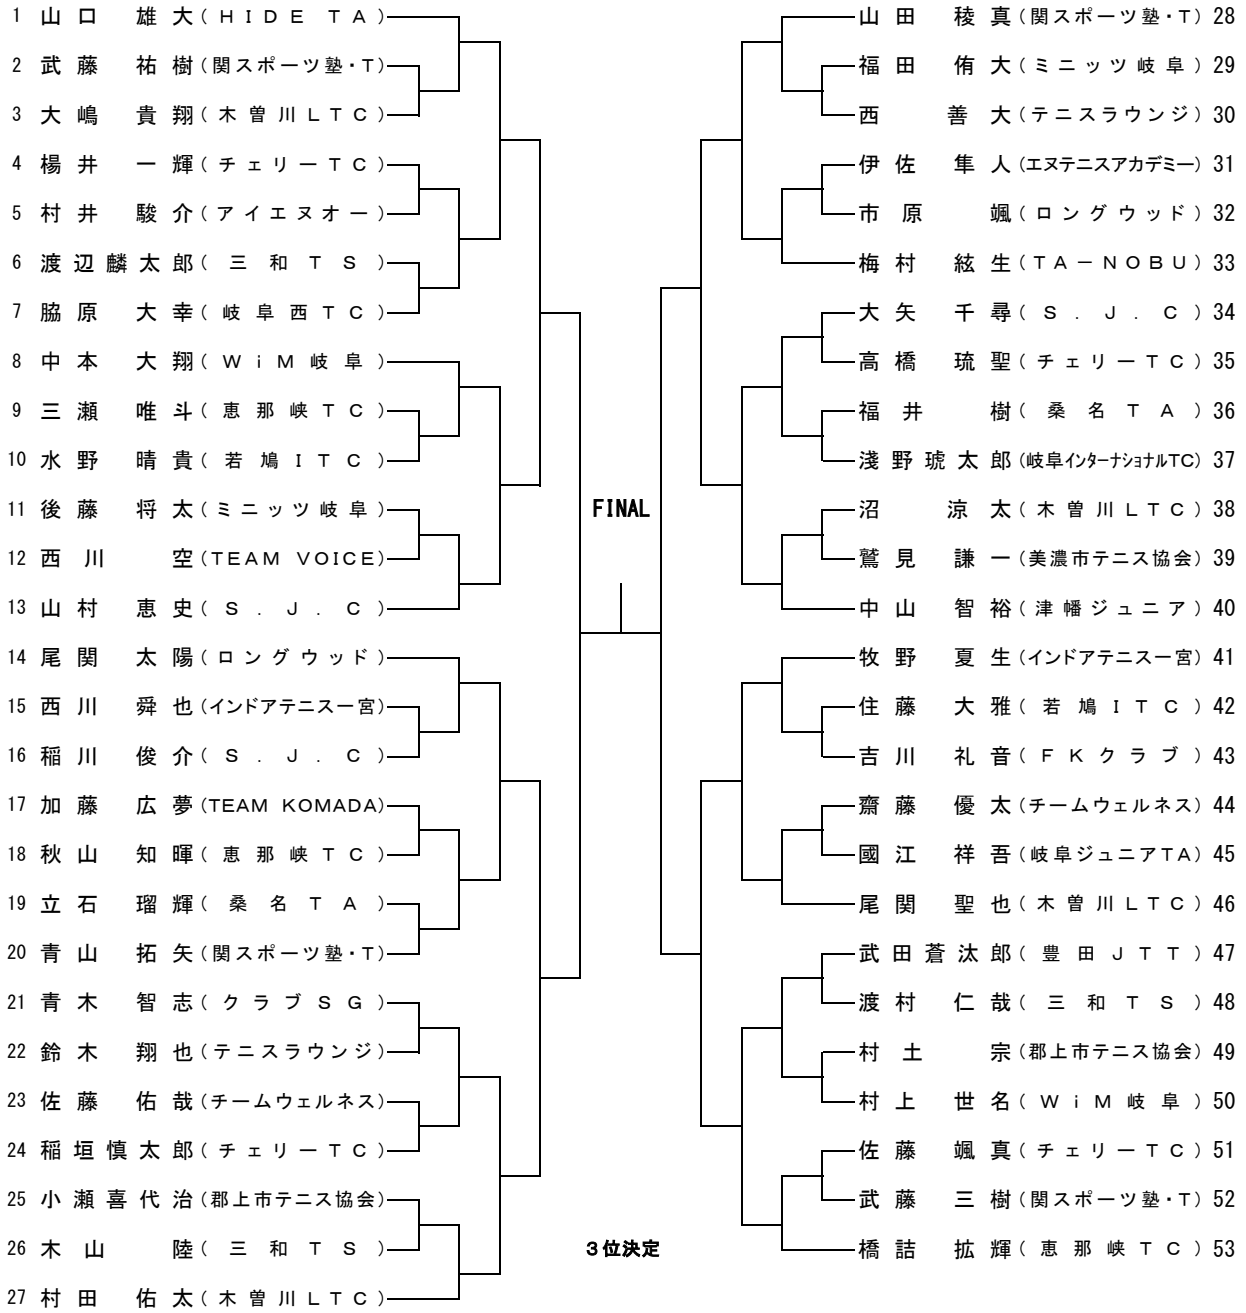 1 山口 雄大 (HIDE TA)
2 武藤 祐樹 (関スポーツ塾・T)
3 大嶋 貴翔 (木曽川LTC)
4 楊井 一輝 (チェリーTC)
5 村井 駿介 (アイエヌオー)
6 渡辺麟太郎 (三和TS)
7 脇原 大幸 (岐阜西TC)
8 中本 大翔 (WiM岐阜)
9 三瀬 唯斗 (恵那峡TC)
10 水野 晴貴 (若鳩ITC)
11 後藤 将太 (ミニッツ岐阜)
12 西川 空 (TEAM VOICE)
13 山村 恵史 (S.J.C)
14 尾関 太陽 (ロングウッド)
15 西川 舜也 (インドアテニス一宮)
16 稲川 俊介 (S.J.C)
17 加藤 広夢 (TEAM KOMADA)
18 秋山 知暉 (恵那峡TC)
19 立石 瑠輝 (桑名TA)
20 青山 拓矢 (関スポーツ塾・T)
21 青木 智志 (クラブSG)
22 鈴木 翔也 (テニスラウンジ)
23 佐藤 佑哉 (チームウェルネス)
24 稲垣慎太郎 (チェリーTC)
25 小瀬喜代治 (郡上市テニス協会)
26 木山 陸 (三和TS)
27 村田 佑太 (木曽川LTC)
FINAL
3位決定
山田 稜真 (関スポーツ塾・T) 28
福田 侑大 (ミニッツ岐阜) 29
西 善大 (テニスラウンジ) 30
伊佐 隼人 (エヌテニスアカデミー) 31
市原 颯 (ロングウッド) 32
梅村 絃生 (TA－NOBU) 33
大矢 千尋 (S.J.C) 34
高橋 琉聖 (チェリーTC) 35
福井 樹 (桑名TA) 36
淺野琥太郎 (岐阜インターナショナルTC) 37
沼 涼太 (木曽川LTC) 38
鷲見 謙一 (美濃市テニス協会) 39
中山 智裕 (津幡ジュニア) 40
牧野 夏生 (インドアテニス一宮) 41
住藤 大雅 (若鳩ITC) 42
吉川 礼音 (FKクラブ) 43
齋藤 優太 (チームウェルネス) 44
國江 祥吾 (岐阜ジュニアTA) 45
尾関 聖也 (木曽川LTC) 46
武田蒼汰郎 (豊田JTT) 47
渡村 仁哉 (三和TS) 48
村土 宗 (郡上市テニス協会) 49
村上 世名 (WiM岐阜) 50
佐藤 颯真 (チェリーTC) 51
武藤 三樹 (関スポーツ塾・T) 52
橋詰 拡輝 (恵那峡TC) 53